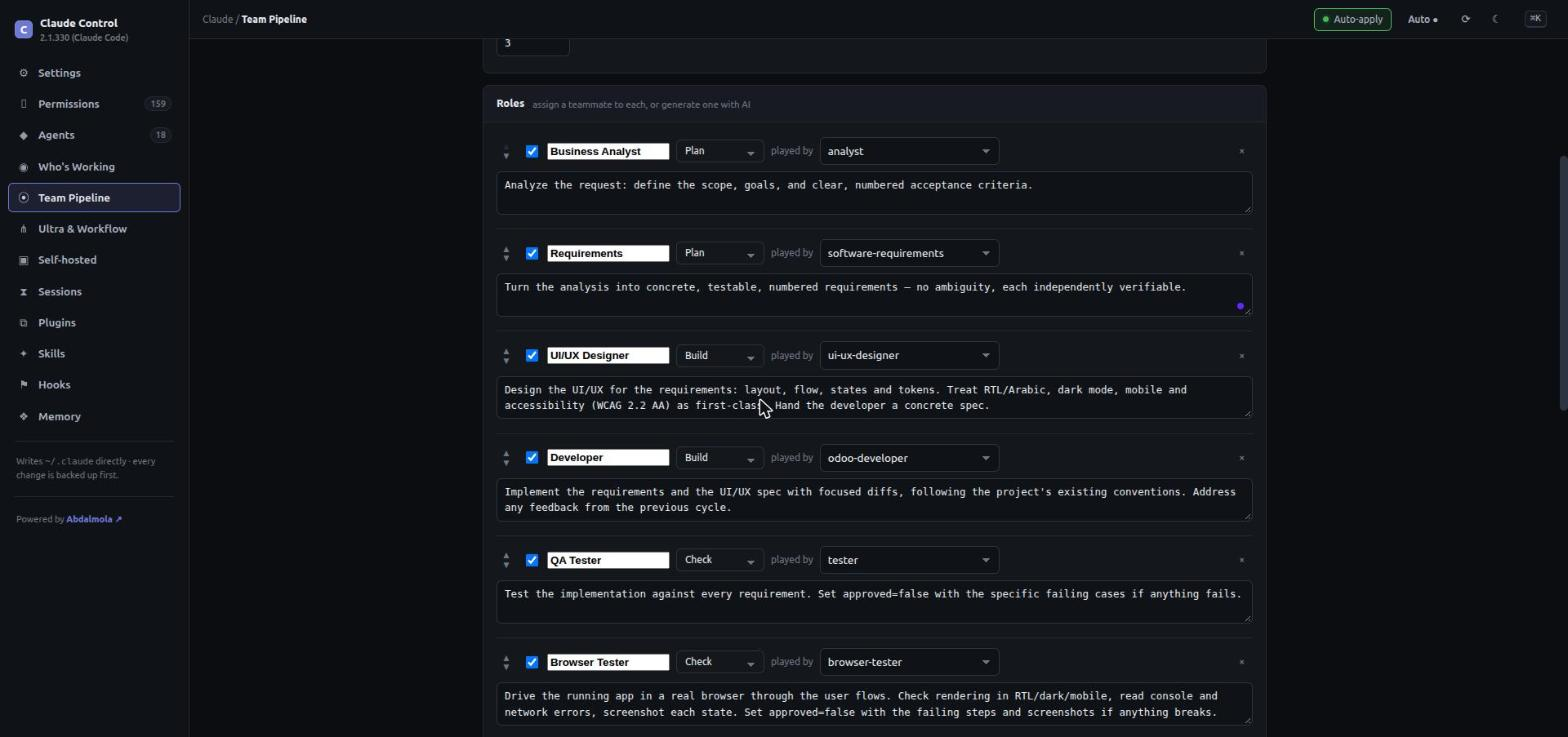 C
Claude Control
2.1.330 (Claude Code)
Settings
Permissions 159
Agents 18
Who's Working
Team Pipeline
Ultra & Workflow
Self-hosted
Sessions
Plugins
Skills
Hooks
Memory
Writes ~/.claude directly · every
change is backed up first.
Powered by Abdalmola ↗
Claude / Team Pipeline
Auto-apply
Auto
⌘K
3
Roles assign a teammate to each, or generate one with AI
Business Analyst Plan played by analyst ×
Analyze the request: define the scope, goals, and clear, numbered acceptance criteria.
Requirements Plan played by software-requirements ×
Turn the analysis into concrete, testable, numbered requirements — no ambiguity, each independently verifiable.
UI/UX Designer Build played by ui-ux-designer ×
Design the UI/UX for the requirements: layout, flow, states and tokens. Treat RTL/Arabic, dark mode, mobile and
accessibility (WCAG 2.2 AA) as first-class. Hand the developer a concrete spec.
Developer Build played by odoo-developer ×
Implement the requirements and the UI/UX spec with focused diffs, following the project's existing conventions. Address
any feedback from the previous cycle.
QA Tester Check played by tester ×
Test the implementation against every requirement. Set approved=false with the specific failing cases if anything fails.
Browser Tester Check played by browser-tester ×
Drive the running app in a real browser through the user flows. Check rendering in RTL/dark/mobile, read console and
network errors, screenshot each state. Set approved=false with the failing steps and screenshots if anything breaks.